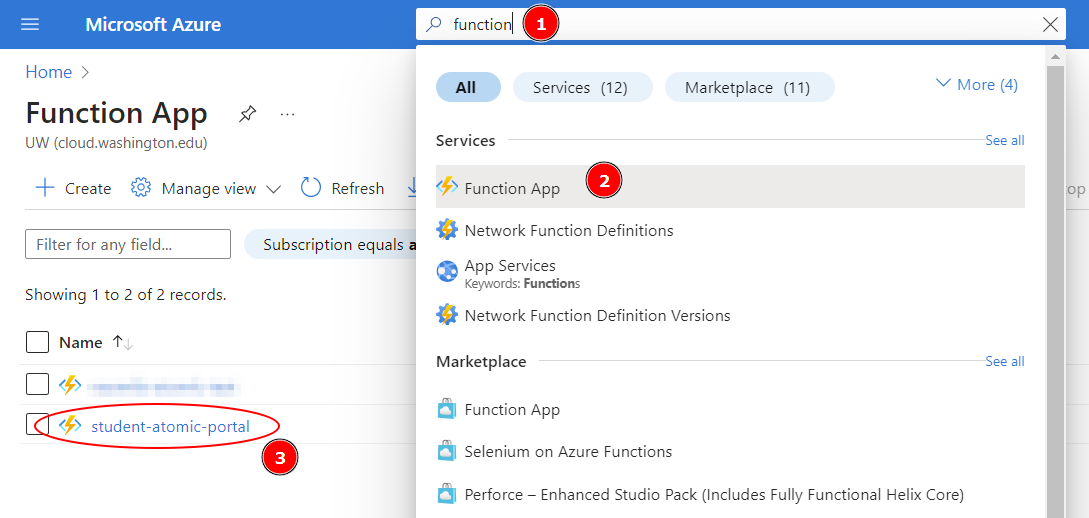 Microsoft Azure
function
1
Home
Function App
UW (cloud.washington.edu)
Create
Manage view
Refresh
Filter for any field...
Subscription equals a
Showing 1 to 2 of 2 records.
Name
student-atomic-portal
3
All
Services (12)
Marketplace (11)
More (4)
Services
See all
Function App
2
Network Function Definitions
App Services
Keywords: Functions
Network Function Definition Versions
Marketplace
See all
Function App
Selenium on Azure Functions
Perforce – Enhanced Studio Pack (Includes Fully Functional Helix Core)
top